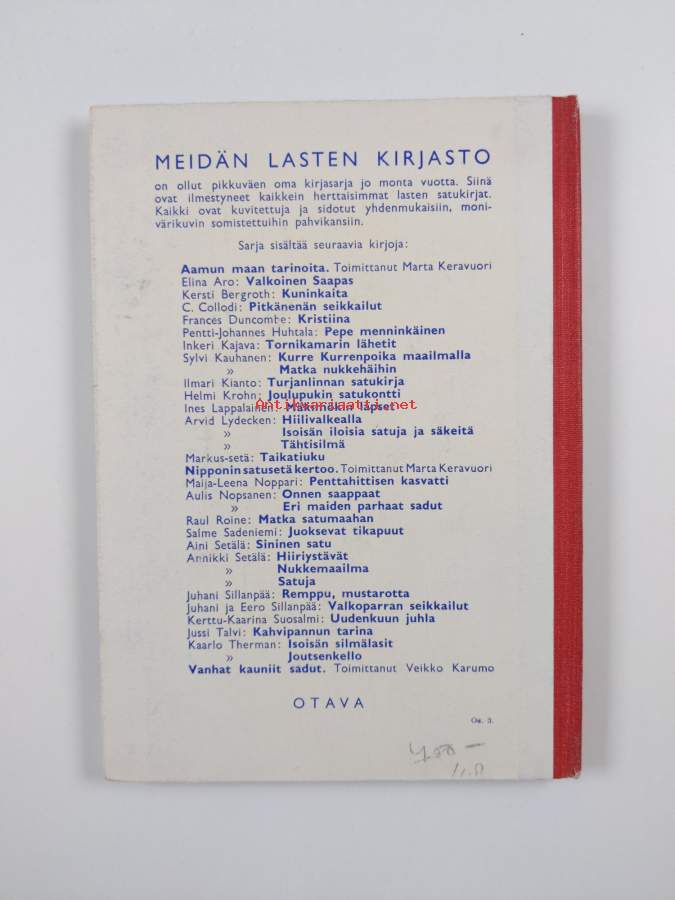 MEIDÄN LASTEN KIRJASTO
on ollut pikkuväen oma kirjasarja jo monta vuotta. Siinä
ovat ilmestyneet kaikkein herttaisimmat lasten satukirjat.
Kaikki ovat kuvitettuja ja sidotut yhdenmukaisiin, moni-
värikuvin somistettuihin pahvikansiin.
Sarja sisältää seuraavia kirjoja:
Aamun maan tarinoita. Toimittanut Marta Keravuori
Elina Aro: Valkoinen Saapas
Kersti Bergroth: Kuninkaita
C. Collodi: Pitkänenän seikkailut
Frances Duncombe: Kristiina
Pentti-Johannes Huhtala: Pepe menninkäinen
Inkeri Kajava: Tornikamarin lähetit
Sylvi Kauhanen: Kurre Kurrenpoika maailmalla
» Matka nukkehäihin
Ilmari Kianto: Turjanlinnan satukirja
Helmi Krohn: Joulupukin satukontti
Ines Lappalainen: Mäkimökin lapset
Antikvariaatti.net
Arvid Lydecken: Hiilivalkealla
» Isoisän iloisia satuja ja säkeitä
» Tähtisilmä
Markus-setä: Taikatiuku
Nipponin satusetä kertoo. Toimittanut Marta Keravuori
Maija-Leena Noppari: Penttahittisen kasvatti
Aulis Nopsanen: Onnen saappaat
» Eri maiden parhaat sadut
Raul Roine: Matka satumaahan
Salme Sadeniemi: Juoksevat tikapuut
Aini Setälä: Sininen satu
Annikki Setälä: Hiiriystävät
» Nukkemaailma
» Satuja
Juhani Sillanpää: Remppu, mustarotta
Juhani ja Eero Sillanpää: Valkoparran seikkailut
Kerttu-Kaarina Suosalmi: Uudenkuun juhla
Jussi Talvi: Kahvipannun tarina
Kaarlo Therman: Isoisän silmälasit
» Joutsenkello
Vanhat kauniit sadut. Toimittanut Veikko Karumo
OTAVA